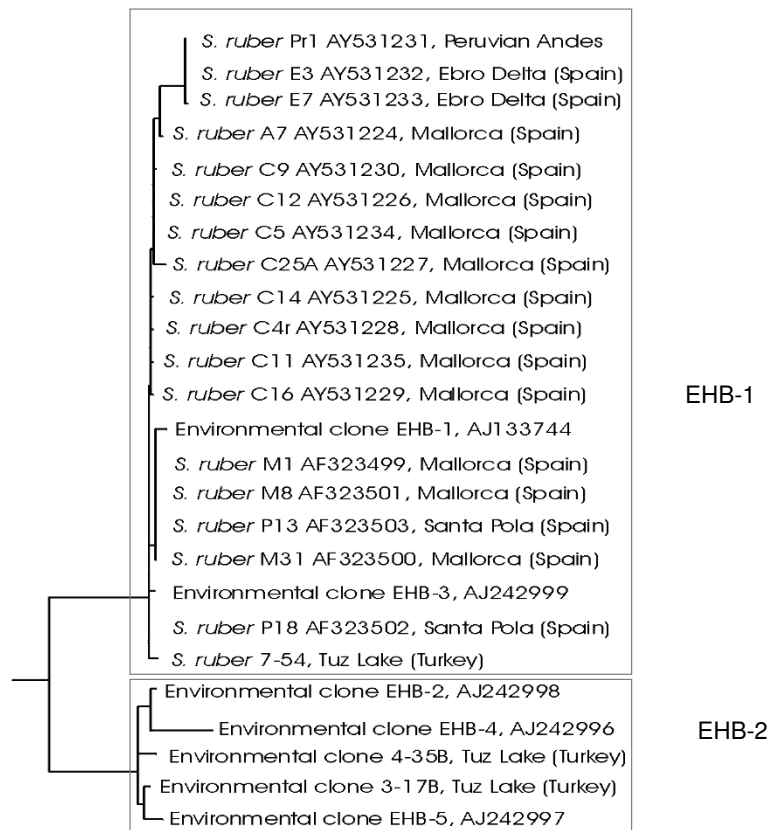 S. ruber Pr1 AY531231, Peruvian Andes
S. ruber E3 AY531232, Ebro Delta (Spain)
S. ruber E7 AY531233, Ebro Delta (Spain)
S. ruber A7 AY531224, Mallorca (Spain)
S. ruber C9 AY531230, Mallorca (Spain)
S. ruber C12 AY531226, Mallorca (Spain)
S. ruber C5 AY531234, Mallorca (Spain)
S. ruber C25A AY531227, Mallorca (Spain)
S. ruber C14 AY531225, Mallorca (Spain)
S. ruber C4r AY531228, Mallorca (Spain)
S. ruber C11 AY531235, Mallorca (Spain)
S. ruber C16 AY531229, Mallorca (Spain)
EHB-1
Environmental clone EHB-1, AJ133744
S. ruber M1 AF323499, Mallorca (Spain)
S. ruber M8 AF323501, Mallorca (Spain)
S. ruber P13 AF323503, Santa Pola (Spain)
S. ruber M31 AF323500, Mallorca (Spain)
Environmental clone EHB-3, AJ242999
S. ruber P18 AF323502, Santa Pola (Spain)
S. ruber 7-54, Tuz Lake (Turkey)
Environmental clone EHB-2, AJ242998
Environmental clone EHB-4, AJ242996
EHB-2
Environmental clone 4-35B, Tuz Lake (Turkey)
Environmental clone 3-17B, Tuz Lake (Turkey)
Environmental clone EHB-5, AJ242997